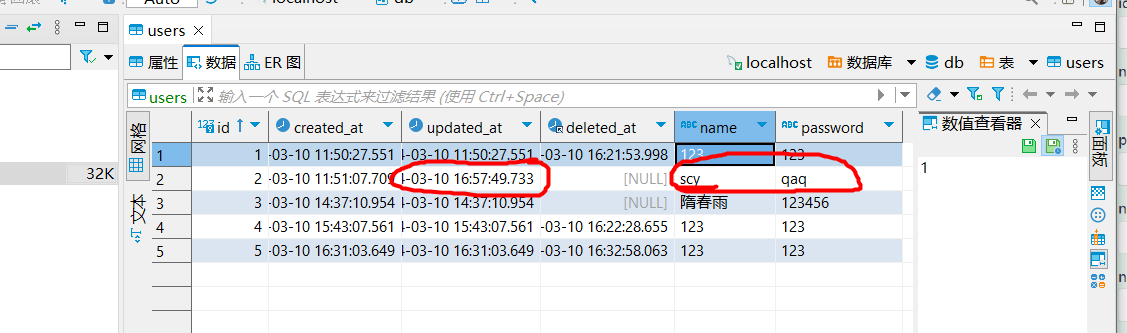 Auto
localhost
db
users
属性 数据 ER 图
localhost 数据库 db 表 users
users 输入一个 SQL 表达式来过滤结果 (使用 Ctrl+Space)
网格
文本
123 id created_at updated_at deleted_at ABC name ABC password
1 1 -03-10 11:50:27.551 4-03-10 11:50:27.551 -03-10 16:21:53.998 123 123
2 2 -03-10 11:51:07.709 4-03-10 16:57:49.733 [NULL] scy qaq
3 3 -03-10 14:37:10.954 4-03-10 14:37:10.954 [NULL] 隋春雨 123456
4 4 -03-10 15:43:07.561 4-03-10 15:43:07.561 -03-10 16:22:28.655 123 123
5 5 -03-10 16:31:03.649 4-03-10 16:31:03.649 -03-10 16:32:58.063 123 123
32K
数值查看器
1
面板